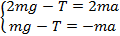 2mg − T = 2ma
mg − T = −ma